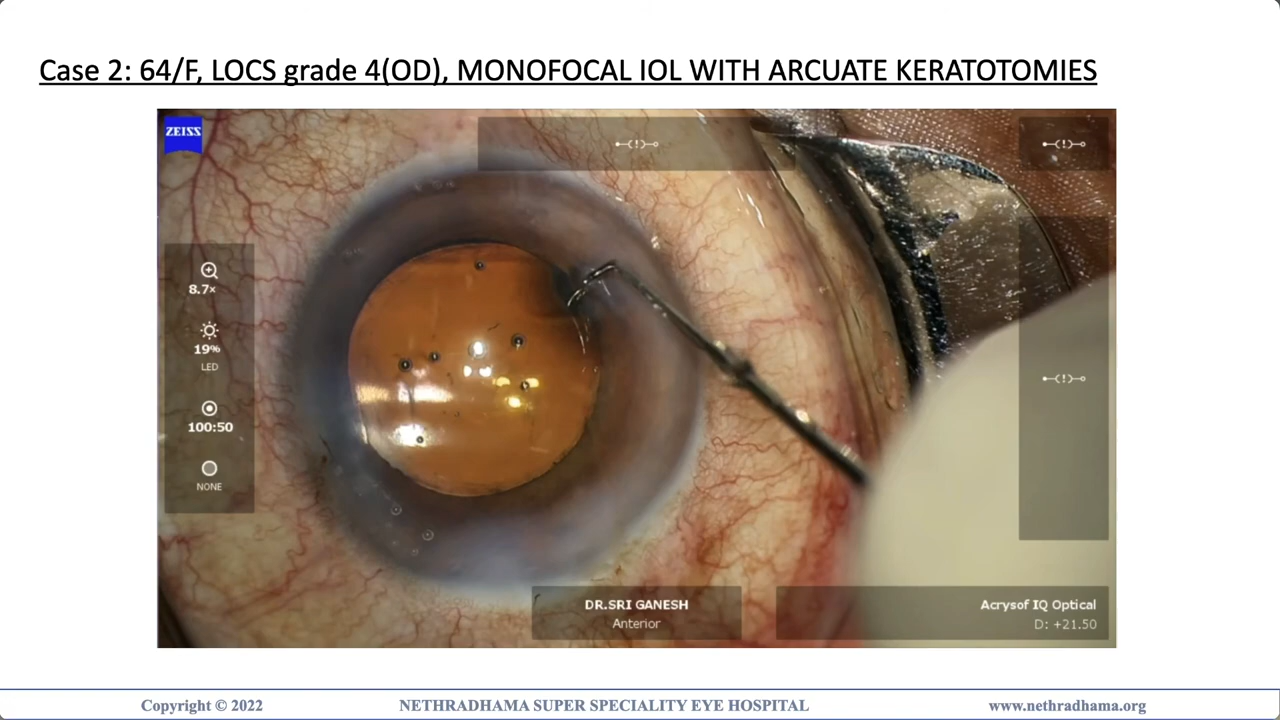 Case 2: 64/F, LOCS grade 4(OD), MONOFOCAL IOL WITH ARCUATE KERATOTOMIES
ZEISS
8.7×
19%
LED
100:50
NONE
DR.SRI GANESH
Anterior
Acrysof IQ Optical
D: +21.50
Copyright © 2022
NETHRADHAMA SUPER SPECIALITY EYE HOSPITAL
www.nethradhama.org